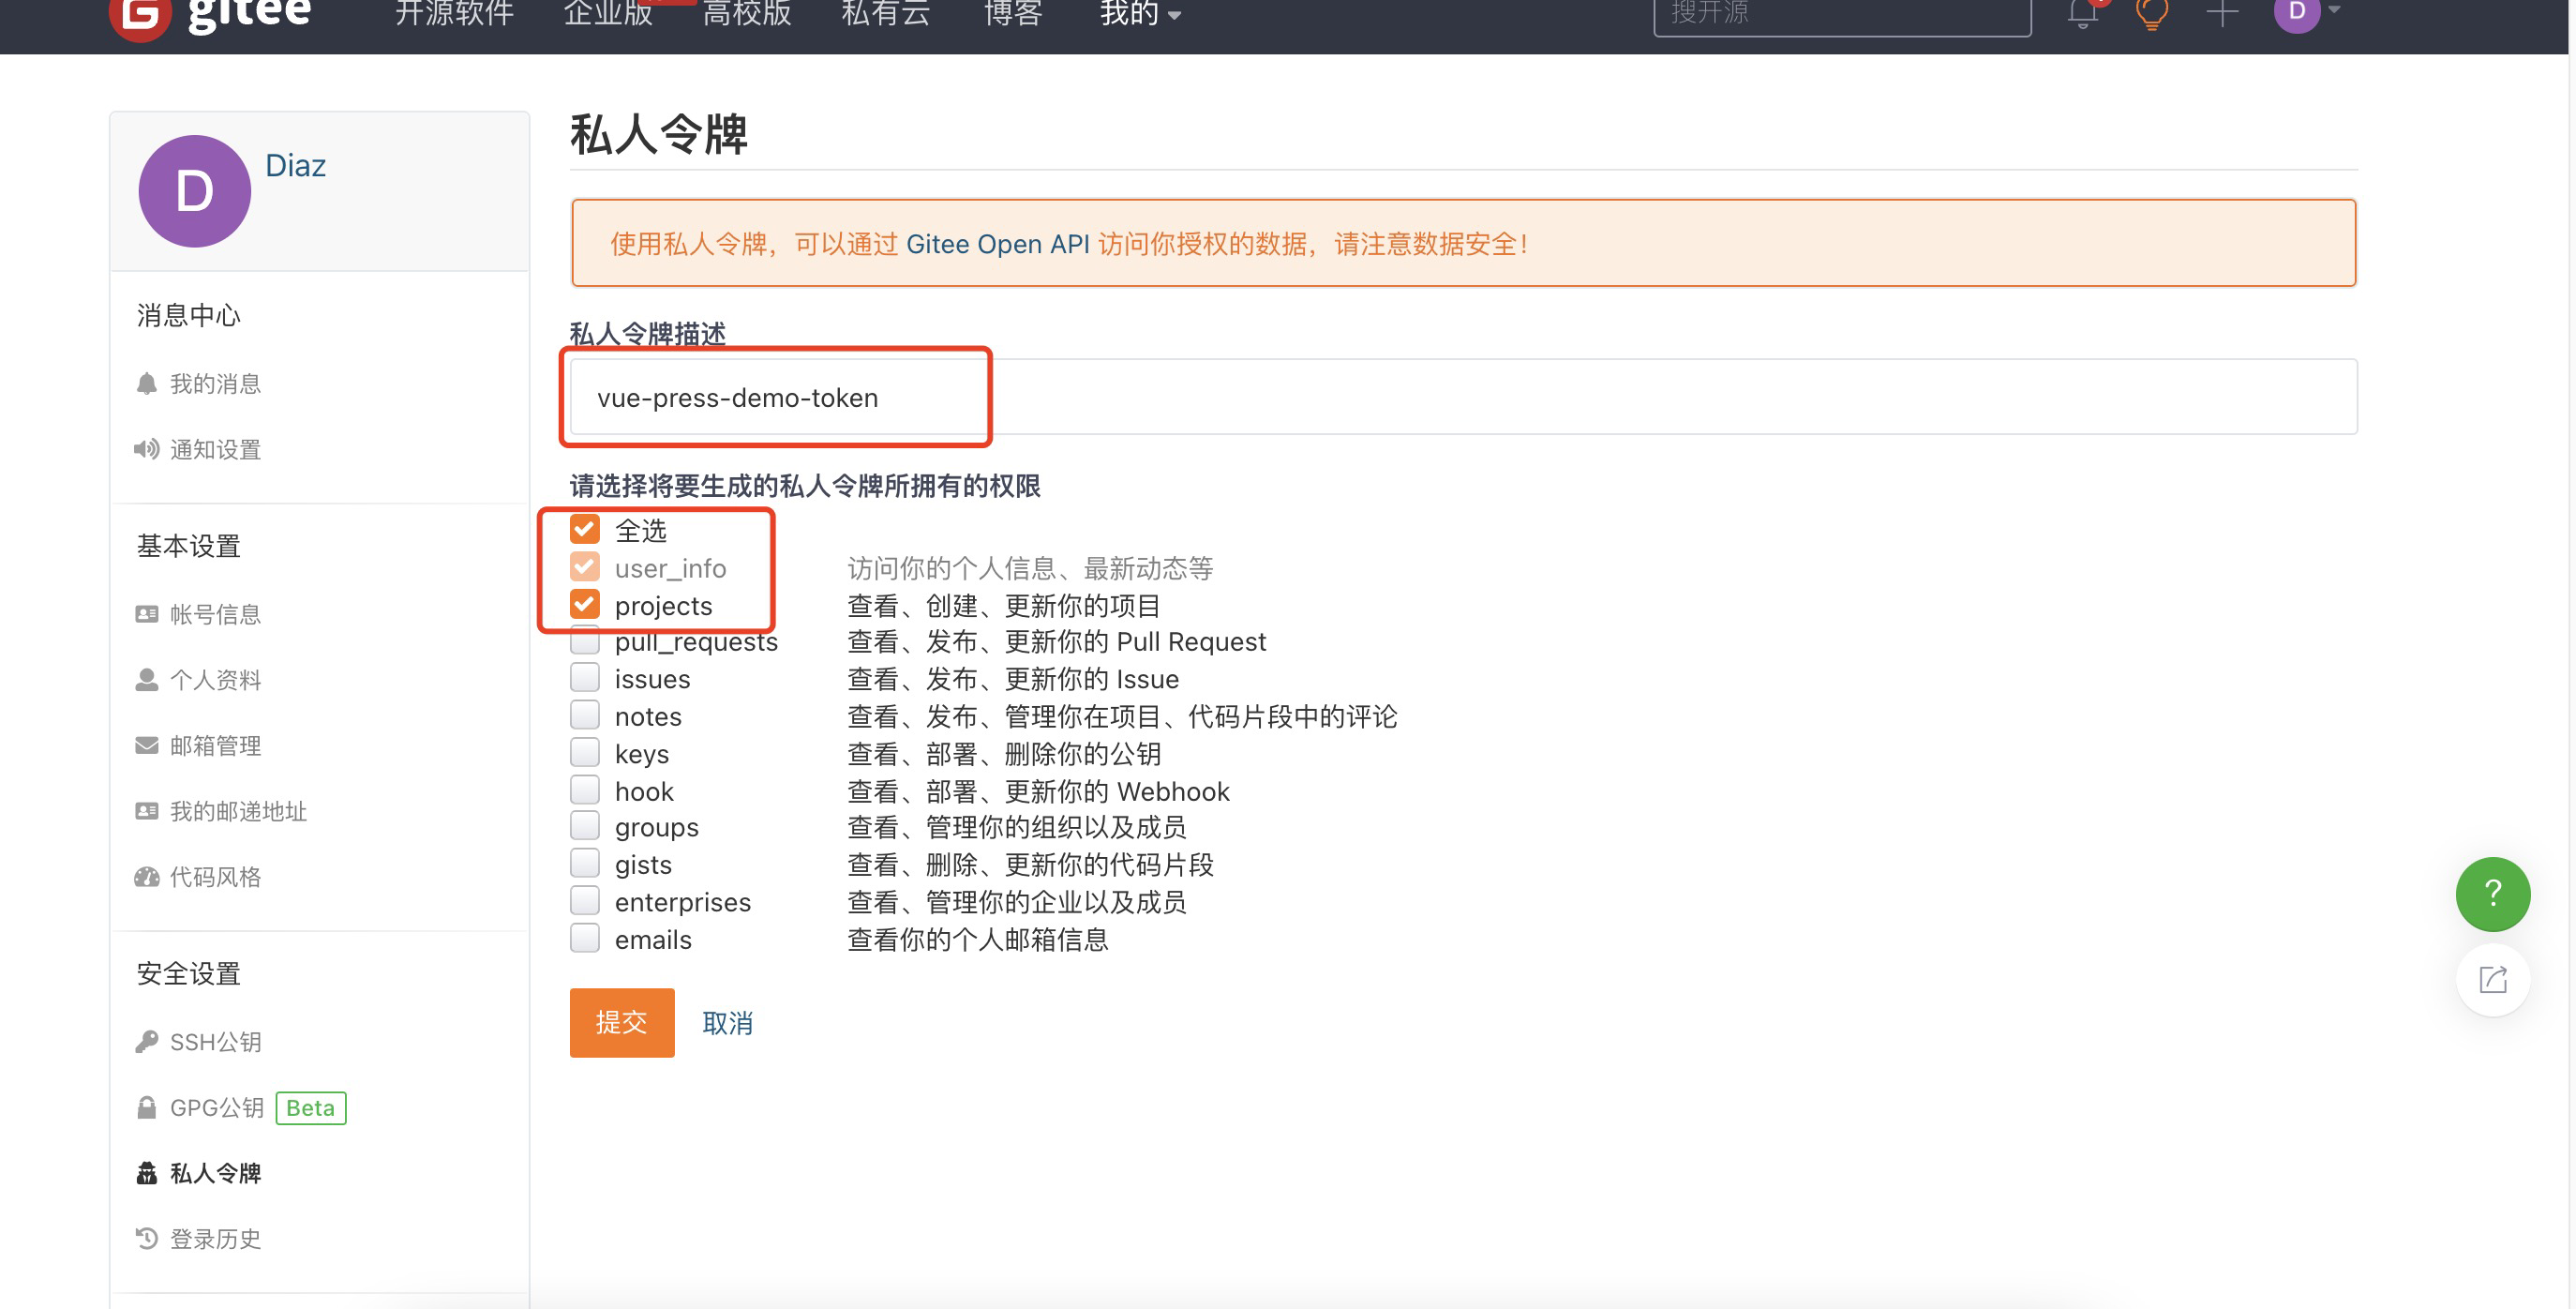 gitee 开源软件 企业版 高校版 私有云 博客 我的 搜开源 D
D Diaz
消息中心
我的消息
通知设置
基本设置
帐号信息
个人资料
邮箱管理
我的邮递地址
代码风格
安全设置
SSH公钥
GPG公钥 Beta
私人令牌
登录历史
私人令牌
使用私人令牌，可以通过 Gitee Open API 访问你授权的数据，请注意数据安全！
私人令牌描述
vue-press-demo-token
请选择将要生成的私人令牌所拥有的权限
全选
user_info 访问你的个人信息、最新动态等
projects 查看、创建、更新你的项目
pull_requests 查看、发布、更新你的 Pull Request
issues 查看、发布、更新你的 Issue
notes 查看、发布、管理你在项目、代码片段中的评论
keys 查看、部署、删除你的公钥
hook 查看、部署、更新你的 Webhook
groups 查看、管理你的组织以及成员
gists 查看、删除、更新你的代码片段
enterprises 查看、管理你的企业以及成员
emails 查看你的个人邮箱信息
提交 取消
?